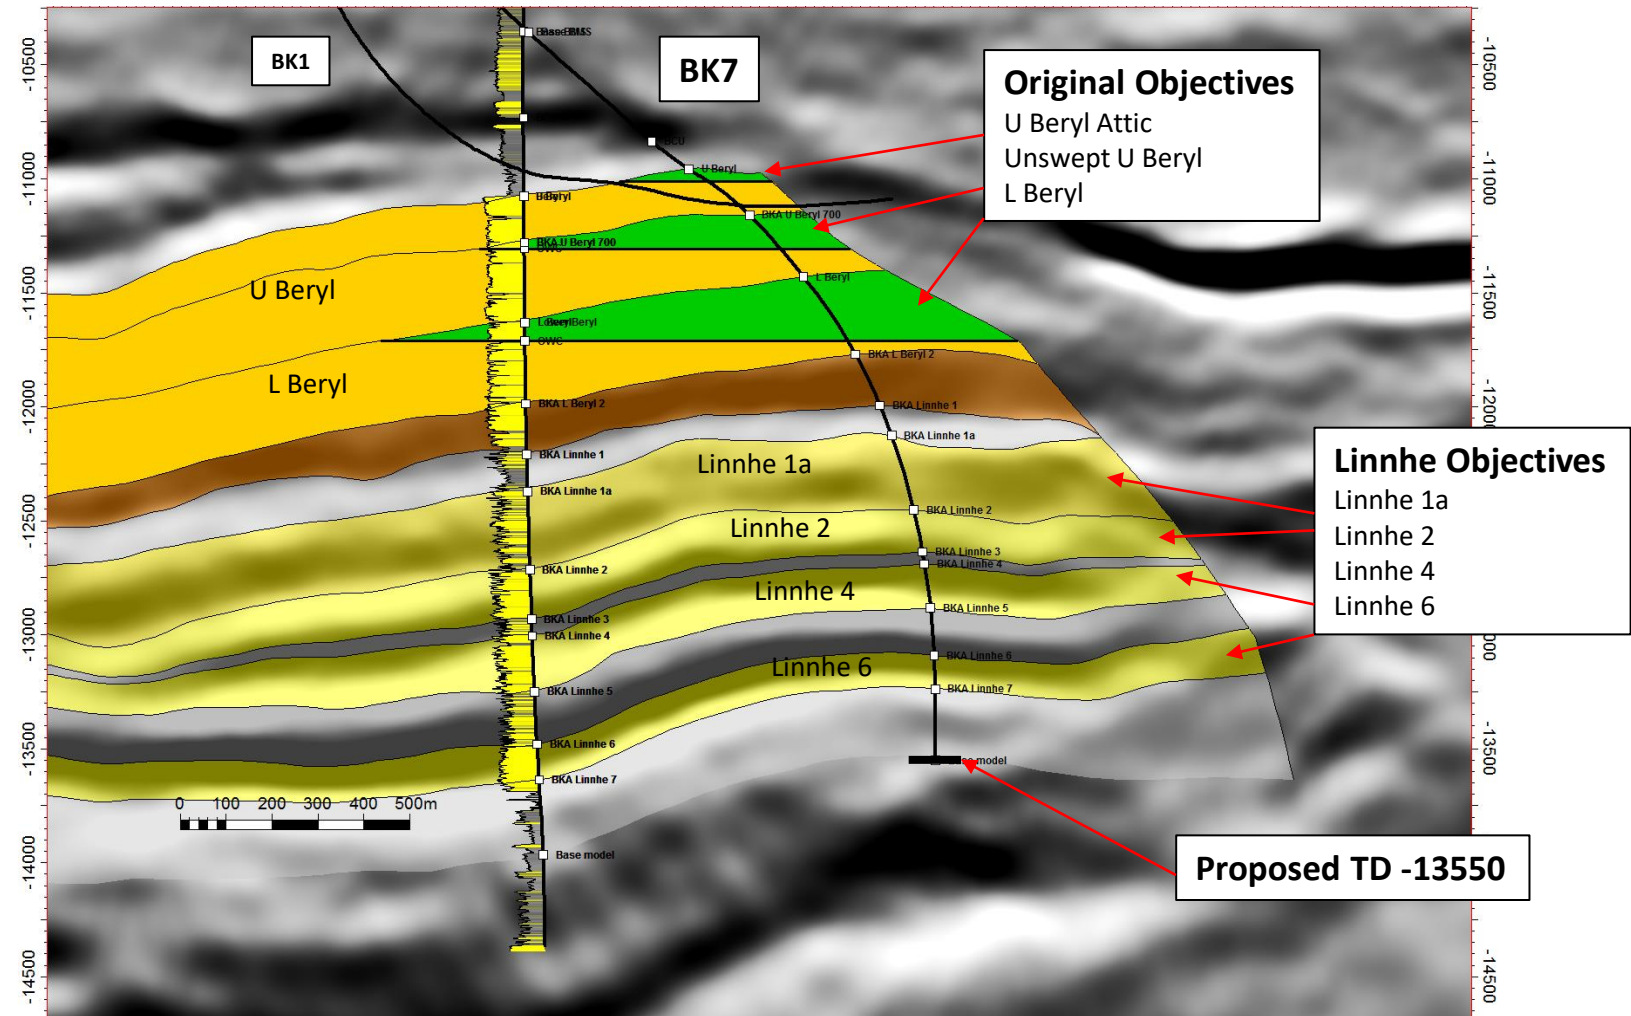 BK1
BK7
Original Objectives
U Beryl Attic
Unswept U Beryl
L Beryl
BCU
U Beryl
BKA U Beryl 700
L Beryl
BKA L Beryl 2
BKA Linnhe 1
BKA Linnhe 1a
BKA Linnhe 2
BKA Linnhe 3
BKA Linnhe 4
BKA Linnhe 5
BKA Linnhe 6
BKA Linnhe 7
BKA U Beryl 700
OWC
OWC
BKA L Beryl 2
BKA Linnhe 1
BKA Linnhe 1a
BKA Linnhe 2
BKA Linnhe 3
BKA Linnhe 4
BKA Linnhe 5
BKA Linnhe 6
BKA Linnhe 7
Base model
U Beryl
L Beryl
Linnhe 1a
Linnhe 2
Linnhe 4
Linnhe 6
Linnhe Objectives
Linnhe 1a
Linnhe 2
Linnhe 4
Linnhe 6
Proposed TD -13550
0 100 200 300 400 500m
-10500
-11000
-11500
-12000
-12500
-13000
-13500
-14000
-14500
-10500
-11000
-11500
-12000
-13500
-14500